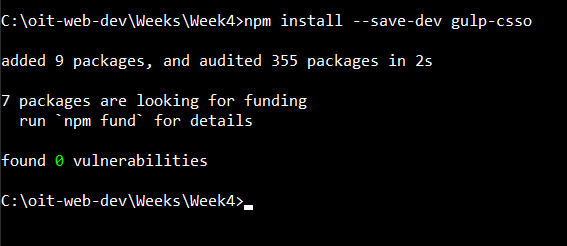 C:\oit-web-dev\Weeks\Week4>npm install --save-dev gulp-csso
added 9 packages, and audited 355 packages in 2s
7 packages are looking for funding
  run `npm fund` for details
found 0 vulnerabilities
C:\oit-web-dev\Weeks\Week4>